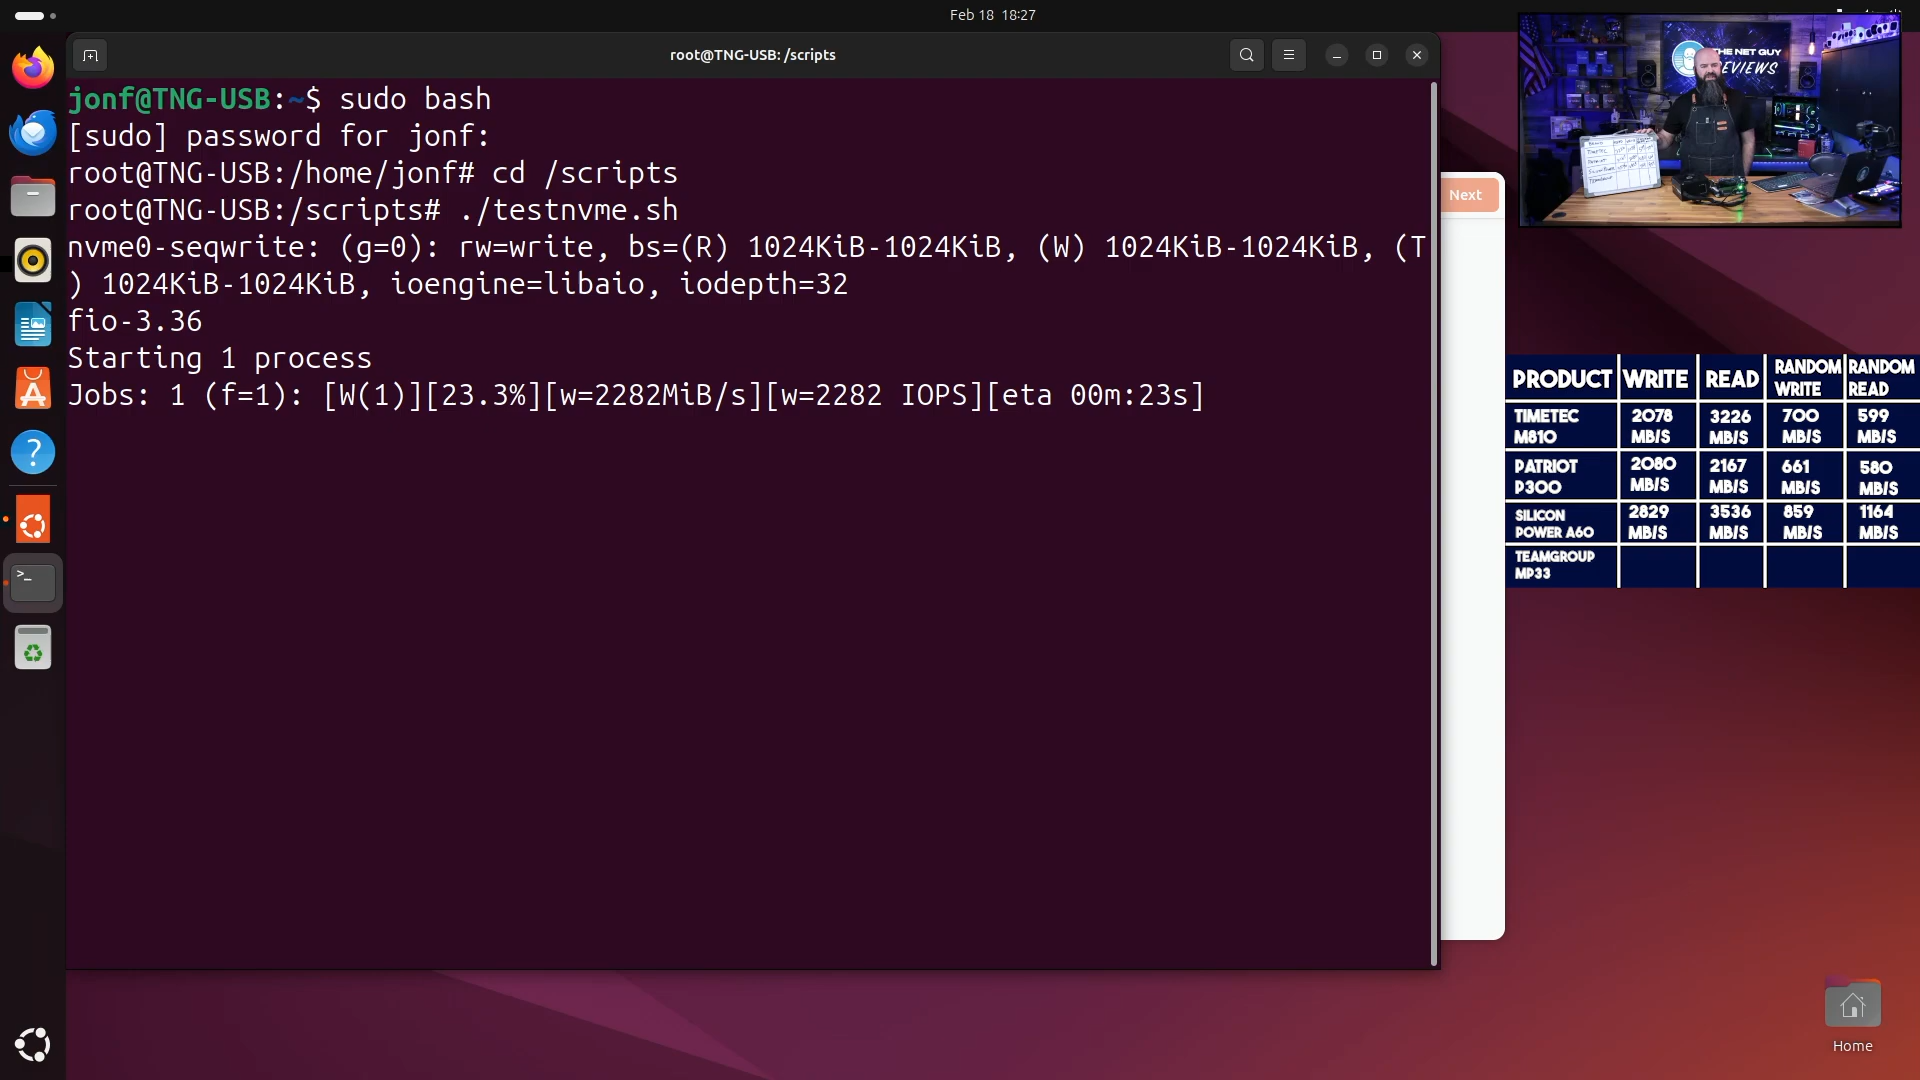 Feb 18 18:27
root@TNG-USB: /scripts
jonf@TNG-USB:~$ sudo bash
[sudo] password for jonf:
root@TNG-USB:/home/jonf# cd /scripts
root@TNG-USB:/scripts# ./testnvme.sh
nvme0-seqwrite: (g=0): rw=write, bs=(R) 1024KiB-1024KiB, (W) 1024KiB-1024KiB, (T
) 1024KiB-1024KiB, ioengine=libaio, iodepth=32
fio-3.36
Starting 1 process
Jobs: 1 (f=1): [W(1)][23.3%][w=2282MiB/s][w=2282 IOPS][eta 00m:23s]
Next
THE NET GUY
REVIEWS
PRODUCT WRITE READ RANDOM WRITE RANDOM READ
TIMETEC M810 2078 MB/S 3226 MB/S 700 MB/S 599 MB/S
PATRIOT P300 2080 MB/S 2167 MB/S 661 MB/S 580 MB/S
SILICON POWER A60 2829 MB/S 3536 MB/S 859 MB/S 1164 MB/S
TEAMGROUP MP33
Home